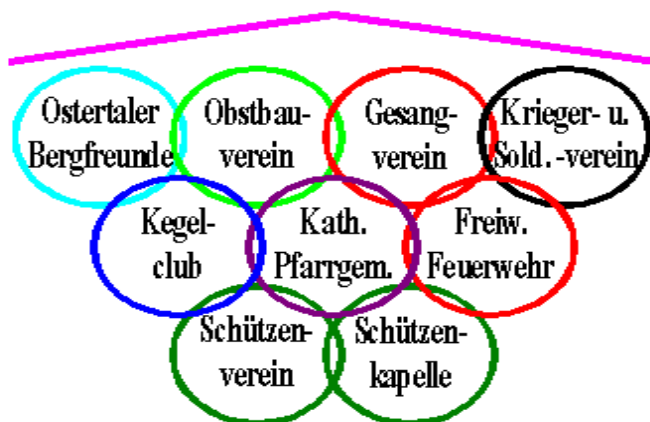 Ostertaler
Bergfreunde
Obstbau-
verein
Gesang-
verein
Krieger- u.
Sold.-verein
Kegel-
club
Kath.
Pfarrgem.
Freiw.
Feuerwehr
Schützen-
verein
Schützen-
kapelle